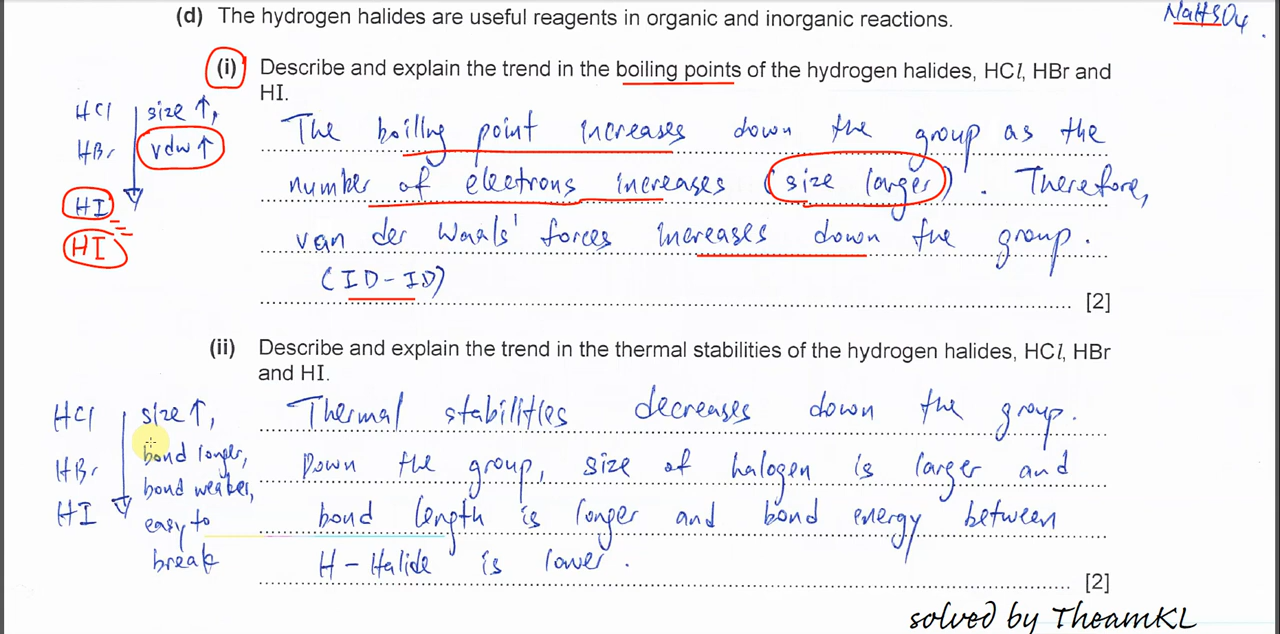 (d) The hydrogen halides are useful reagents in organic and inorganic reactions.
NaHSO4
(i) Describe and explain the trend in the boiling points of the hydrogen halides, HCl, HBr and
HI.
HCl size ↑,
HBr vdw ↑
HI
HI
The boiling point increases down the group as the
number of electrons increases (size larger). Therefore,
van der Waals' forces increases down the group.
(ID-ID)
[2]
(ii) Describe and explain the trend in the thermal stabilities of the hydrogen halides, HCl, HBr
and HI.
HCl size ↑,
HBr bond longer,
HI bond weaker,
easy to
break
Thermal stabilities decreases down the group.
Down the group, size of halogen is larger and
bond length is longer and bond energy between
H-Halide is lower.
[2]
solved by TheamKL